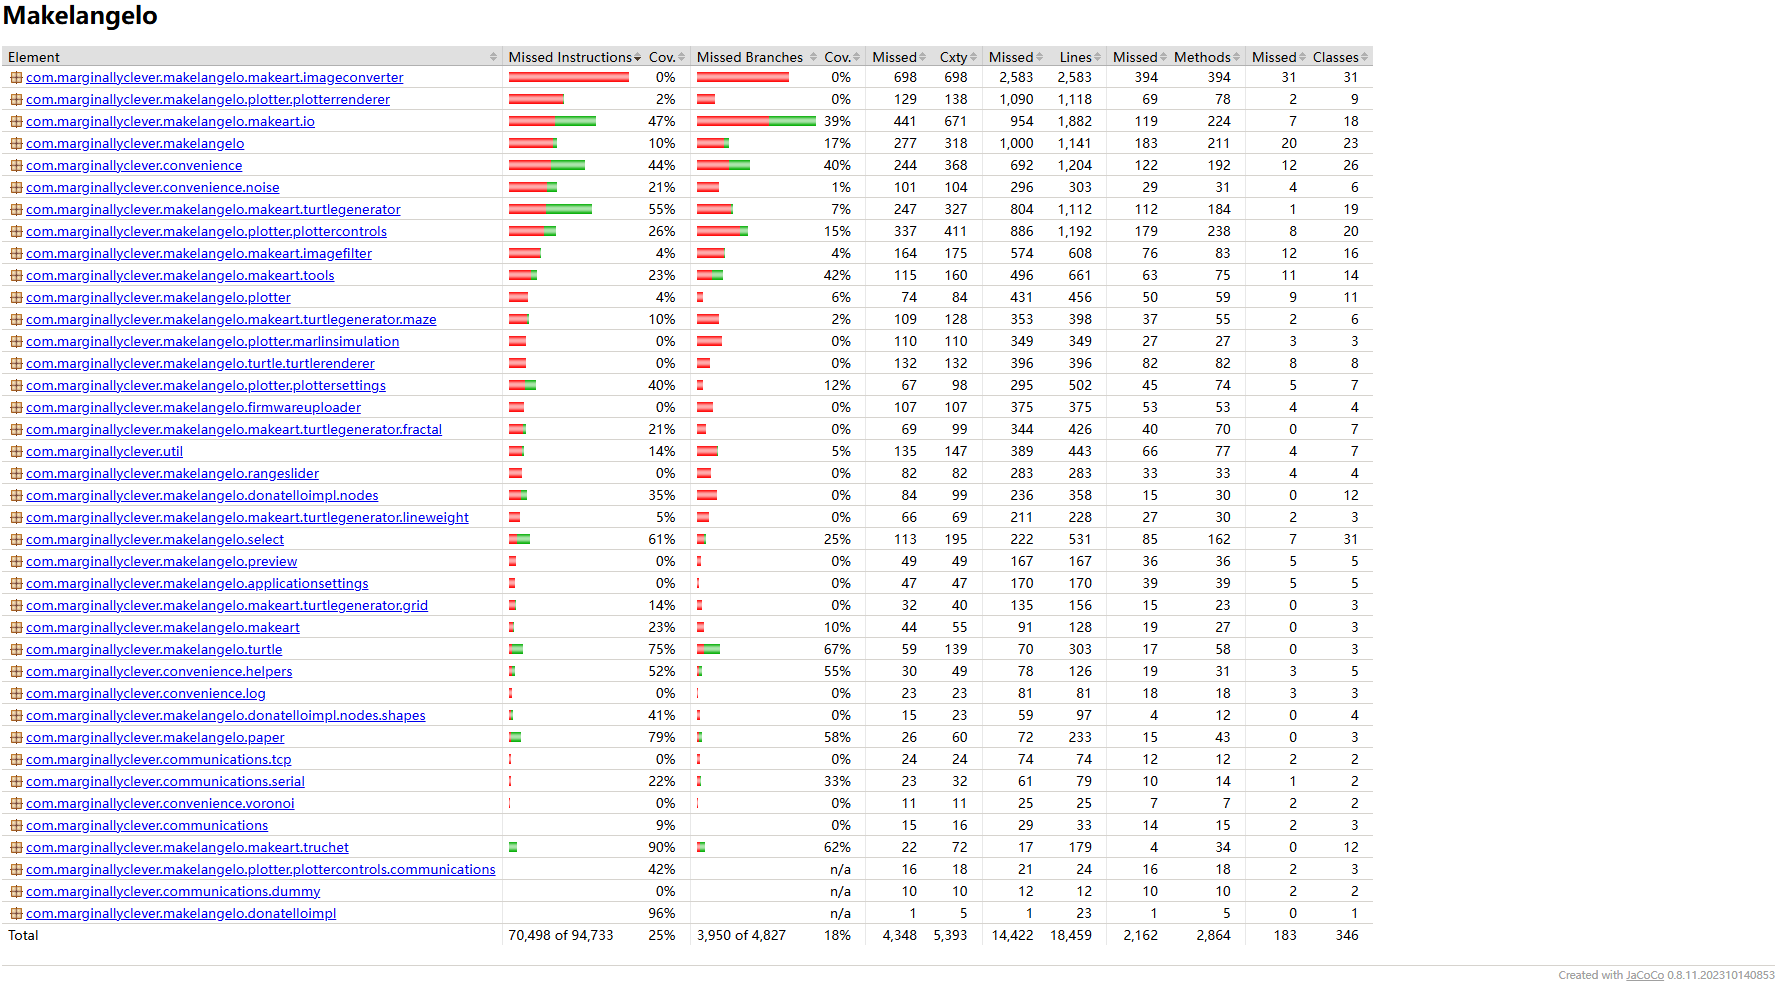 Makelangelo
Element Missed Instructions Cov. Missed Branches Cov. Missed Cxty Missed Lines Missed Methods Missed Classes
com.marginallyclever.makelangelo.makeart.imageconverter 0% 0% 698 698 2,583 2,583 394 394 31 31
com.marginallyclever.makelangelo.plotter.plotterrenderer 2% 0% 129 138 1,090 1,118 69 78 2 9
com.marginallyclever.makelangelo.makeart.io 47% 39% 441 671 954 1,882 119 224 7 18
com.marginallyclever.makelangelo 10% 17% 277 318 1,000 1,141 183 211 20 23
com.marginallyclever.convenience 44% 40% 244 368 692 1,204 122 192 12 26
com.marginallyclever.convenience.noise 21% 1% 101 104 296 303 29 31 4 6
com.marginallyclever.makelangelo.makeart.turtlegenerator 55% 7% 247 327 804 1,112 112 184 1 19
com.marginallyclever.makelangelo.plotter.plottercontrols 26% 15% 337 411 886 1,192 179 238 8 20
com.marginallyclever.makelangelo.makeart.imagefilter 4% 4% 164 175 574 608 76 83 12 16
com.marginallyclever.makelangelo.makeart.tools 23% 42% 115 160 496 661 63 75 11 14
com.marginallyclever.makelangelo.plotter 4% 6% 74 84 431 456 50 59 9 11
com.marginallyclever.makelangelo.makeart.turtlegenerator.maze 10% 2% 109 128 353 398 37 55 2 6
com.marginallyclever.makelangelo.plotter.marlinsimulation 0% 0% 110 110 349 349 27 27 3 3
com.marginallyclever.makelangelo.turtle.turtlerenderer 0% 0% 132 132 396 396 82 82 8 8
com.marginallyclever.makelangelo.plotter.plottersettings 40% 12% 67 98 295 502 45 74 5 7
com.marginallyclever.makelangelo.firmwareuploader 0% 0% 107 107 375 375 53 53 4 4
com.marginallyclever.makelangelo.makeart.turtlegenerator.fractal 21% 0% 69 99 344 426 40 70 0 7
com.marginallyclever.util 14% 5% 135 147 389 443 66 77 4 7
com.marginallyclever.makelangelo.rangeslider 0% 0% 82 82 283 283 33 33 4 4
com.marginallyclever.makelangelo.donatelloimpl.nodes 35% 0% 84 99 236 358 15 30 0 12
com.marginallyclever.makelangelo.makeart.turtlegenerator.lineweight 5% 0% 66 69 211 228 27 30 2 3
com.marginallyclever.makelangelo.select 61% 25% 113 195 222 531 85 162 7 31
com.marginallyclever.makelangelo.preview 0% 0% 49 49 167 167 36 36 5 5
com.marginallyclever.makelangelo.applicationsettings 0% 0% 47 47 170 170 39 39 5 5
com.marginallyclever.makelangelo.makeart.turtlegenerator.grid 14% 0% 32 40 135 156 15 23 0 3
com.marginallyclever.makelangelo.makeart 23% 10% 44 55 91 128 19 27 0 3
com.marginallyclever.makelangelo.turtle 75% 67% 59 139 70 303 17 58 0 3
com.marginallyclever.convenience.helpers 52% 55% 30 49 78 126 19 31 3 5
com.marginallyclever.convenience.log 0% 0% 23 23 81 81 18 18 3 3
com.marginallyclever.makelangelo.donatelloimpl.nodes.shapes 41% 0% 15 23 59 97 4 12 0 4
com.marginallyclever.makelangelo.paper 79% 58% 26 60 72 233 15 43 0 3
com.marginallyclever.communications.tcp 0% 0% 24 24 74 74 12 12 2 2
com.marginallyclever.communications.serial 22% 33% 23 32 61 79 10 14 1 2
com.marginallyclever.convenience.voronoi 0% 0% 11 11 25 25 7 7 2 2
com.marginallyclever.communications 9% 0% 15 16 29 33 14 15 2 3
com.marginallyclever.makelangelo.makeart.truchet 90% 62% 22 72 17 179 4 34 0 12
com.marginallyclever.makelangelo.plotter.plottercontrols.communications 42% n/a 16 18 21 24 16 18 2 3
com.marginallyclever.communications.dummy 0% n/a 10 10 12 12 10 10 2 2
com.marginallyclever.makelangelo.donatelloimpl 96% n/a 1 5 1 23 1 5 0 1
Total 70,498 of 94,733 25% 3,950 of 4,827 18% 4,348 5,393 14,422 18,459 2,162 2,864 183 346
Created with JaCoCo 0.8.11.202310140853